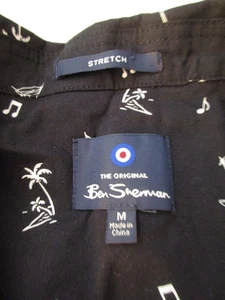 STRETCH
THE ORIGINAL
Ben Sherman
M
Made in
China